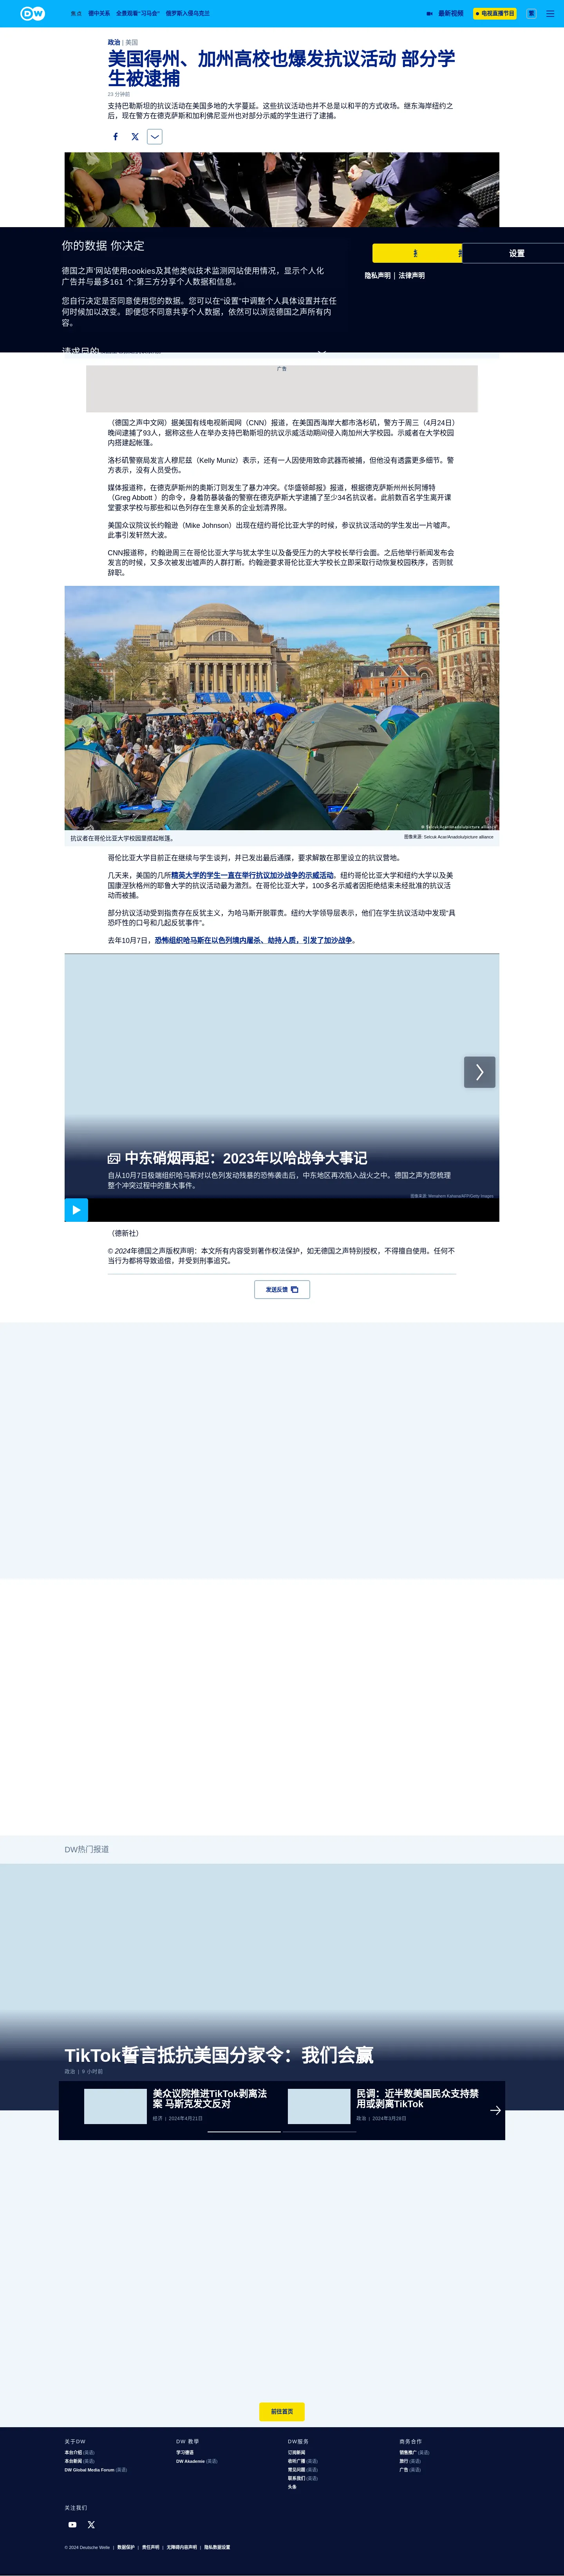 DW
焦点 德中关系 全景观看“习马会” 俄罗斯入侵乌克兰
最新视频 电视直播节目 繁
政治 | 美国
美国得州、加州高校也爆发抗议活动 部分学
生被逮捕
23 分钟前
支持巴勒斯坦的抗议活动在美国多地的大学蔓延。这些抗议活动也并不总是以和平的方式收场。继东海岸纽约之
后，现在警方在德克萨斯和加利佛尼亚州也对部分示威的学生进行了逮捕。
你的数据 你决定
设置
隐私声明 | 法律声明
德国之声'网站使用cookies及其他类似技术监测网站使用情况，显示个人化
广告并与最多161 个;第三方分享个人数据和信息。
您自行决定是否同意使用您的数据。您可以在“设置”中调整个人具体设置并在任
何时候加以改变。即便您不同意共享个人数据，依然可以浏览德国之声所有内
容。
请求目的
广告
（德国之声中文网）据美国有线电视新闻网（CNN）报道，在美国西海岸大都市洛杉矶，警方于周三（4月24日）
晚间逮捕了93人，据称这些人在举办支持巴勒斯坦的抗议示威活动期间侵入南加州大学校园。示威者在大学校园
内搭建起帐篷。
洛杉矶警察局发言人穆尼兹（Kelly Muniz）表示，还有一人因使用致命武器而被捕，但他没有透露更多细节。警
方表示，没有人员受伤。
媒体报道称，在德克萨斯州的奥斯汀则发生了暴力冲突。《华盛顿邮报》报道，根据德克萨斯州州长阿博特
（Greg Abbott ）的命令，身着防暴装备的警察在德克萨斯大学逮捕了至少34名抗议者。此前数百名学生离开课
堂要求学校与那些和以色列存在生意关系的企业划清界限。
美国众议院议长约翰逊（Mike Johnson）出现在纽约哥伦比亚大学的时候，参议抗议活动的学生发出一片嘘声。
此事引发轩然大波。
CNN报道称，约翰逊周三在哥伦比亚大学与犹太学生以及备受压力的大学校长举行会面。之后他举行新闻发布会
发言的时候，又多次被发出嘘声的人群打断。约翰逊要求哥伦比亚大学校长立即采取行动恢复校园秩序，否则就
辞职。
© Selcuk Acar/Anadolu/picture alliance
抗议者在哥伦比亚大学校园里搭起帐篷。
图像来源: Selcuk Acar/Anadolu/picture alliance
哥伦比亚大学目前正在继续与学生谈判，并已发出最后通牒，要求解散在那里设立的抗议营地。
几天来，美国的几所精英大学的学生一直在举行抗议加沙战争的示威活动。纽约哥伦比亚大学和纽约大学以及美
国康涅狄格州的耶鲁大学的抗议活动最为激烈。在哥伦比亚大学，100多名示威者因拒绝结束未经批准的抗议活
动而被捕。
部分抗议活动受到指责存在反犹主义，为哈马斯开脱罪责。纽约大学领导层表示，他们在学生抗议活动中发现“具
恐吓性的口号和几起反犹事件”。
去年10月7日，恐怖组织哈马斯在以色列境内屠杀、劫持人质，引发了加沙战争。
中东硝烟再起：2023年以哈战争大事记
自从10月7日极端组织哈马斯对以色列发动残暴的恐怖袭击后，中东地区再次陷入战火之中。德国之声为您梳理
整个冲突过程中的重大事件。
图像来源: Menahem Kahana/AFP/Getty Images
（德新社）
© 2024年德国之声版权声明：本文所有内容受到著作权法保护，如无德国之声特别授权，不得擅自使用。任何不
当行为都将导致追偿，并受到刑事追究。
发送反馈
DW热门报道
TikTok誓言抵抗美国分家令：我们会赢
政治 | 9 小时前
美众议院推进TikTok剥离法
案 马斯克发文反对
经济 | 2024年4月21日
民调：近半数美国民众支持禁
用或剥离TikTok
政治 | 2024年3月28日
前往首页
关于DW
本台介绍 (英语)
本台新闻 (英语)
DW Global Media Forum (英语)
DW 教學
学习德语
DW Akademie (英语)
DW服务
订阅新闻
收听广播 (英语)
常见问题 (英语)
联系我们 (英语)
头条
商务合作
销售推广 (英语)
旅行 (英语)
广告 (英语)
关注我们
© 2024 Deutsche Welle | 数据保护 | 责任声明 | 无障碍内容声明 | 隐私数据设置